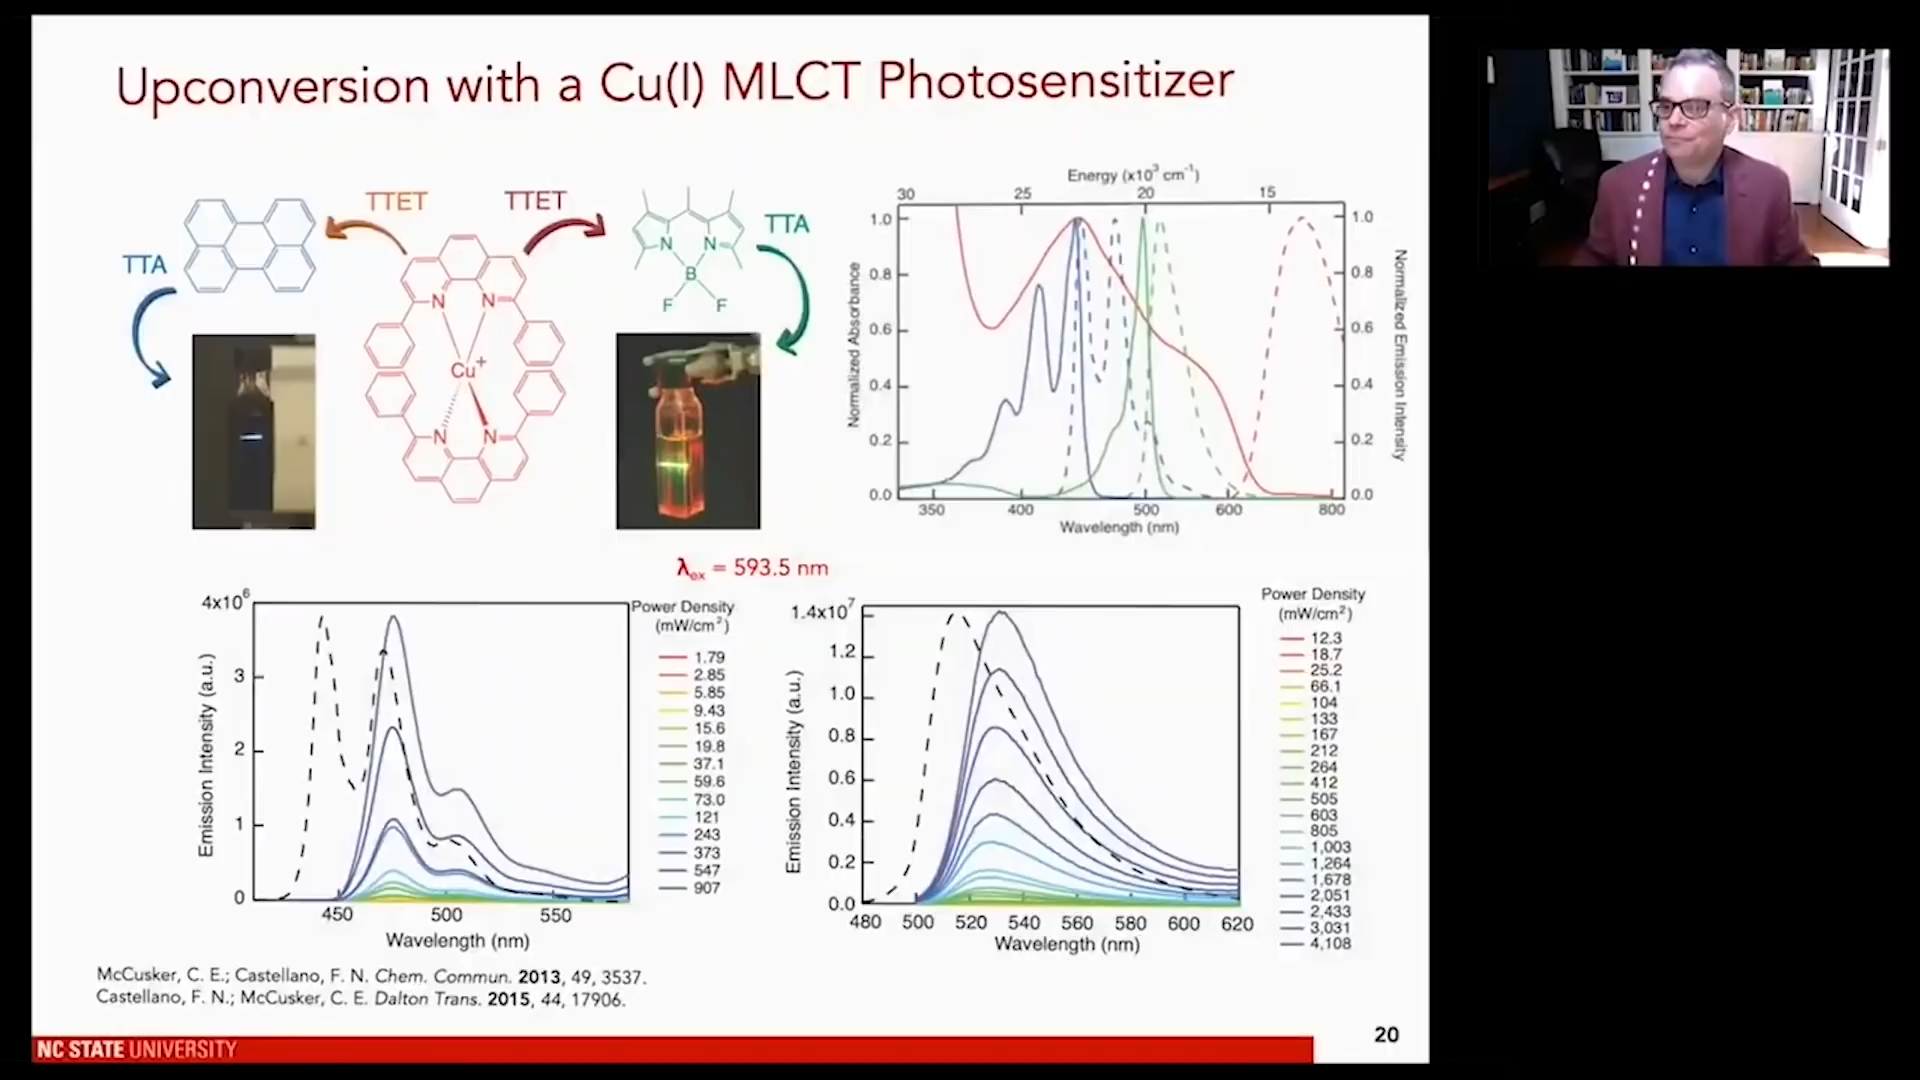 Upconversion with a Cu(I) MLCT Photosensitizer
TTET
TTET
TTA
TTA
N
N
B
F
F
N
N
Cu+
N
N
Energy (x10³ cm⁻¹)
30 25 20 15
1.0
0.8
0.6
0.4
0.2
0.0
Normalized Absorbance
1.0
0.8
0.6
0.4
0.2
0.0
Normalized Emission Intensity
350 400 500 600 800
Wavelength (nm)
λex = 593.5 nm
4x10⁶
3
2
1
0
Emission Intensity (a.u.)
450 500 550
Wavelength (nm)
Power Density
(mW/cm²)
1.79
2.85
5.85
9.43
15.6
19.8
37.1
59.6
73.0
121
243
373
547
907
1.4x10⁷
1.2
1.0
0.8
0.6
0.4
0.2
0.0
Emission Intensity (a.u.)
480 500 520 540 560 580 600 620
Wavelength (nm)
Power Density
(mW/cm²)
12.3
18.7
25.2
66.1
104
133
167
212
264
412
505
603
805
1,003
1,264
1,678
2,051
2,433
3,031
4,108
McCusker, C. E.; Castellano, F. N. Chem. Commun. 2013, 49, 3537.
Castellano, F. N.; McCusker, C. E. Dalton Trans. 2015, 44, 17906.
20
NC STATE UNIVERSITY